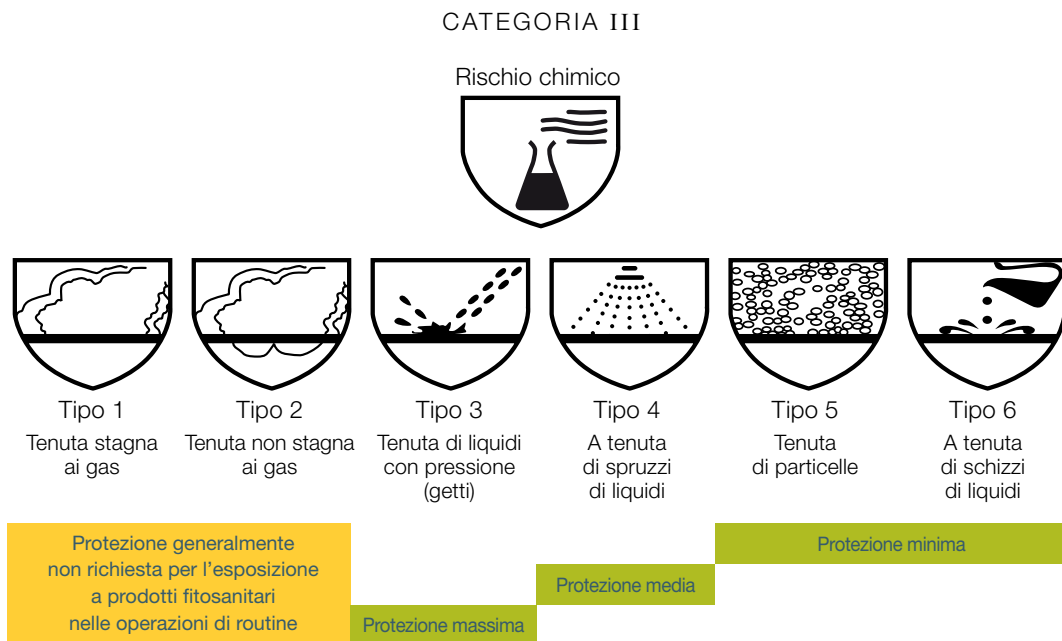 CATEGORIA III
Rischio chimico
Tipo 1
Tenuta stagna
ai gas
Tipo 2
Tenuta non stagna
ai gas
Tipo 3
Tenuta di liquidi
con pressione
(getti)
Tipo 4
A tenuta
di spruzzi
di liquidi
Tipo 5
Tenuta
di particelle
Tipo 6
A tenuta
di schizzi
di liquidi
Protezione generalmente
non richiesta per l’esposizione
a prodotti fitosanitari
nelle operazioni di routine
Protezione massima
Protezione media
Protezione minima